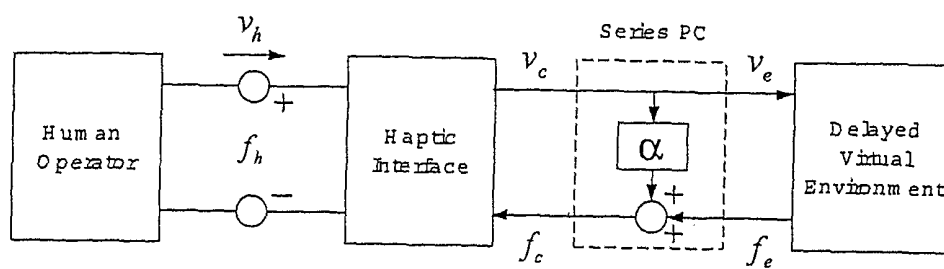 v_h
Series PC
v_c
v_e
+
Human
Operator
f_h
Haptic
Interface
α
Delayed
Virtual
Environment
−
+
+
f_c
f_e